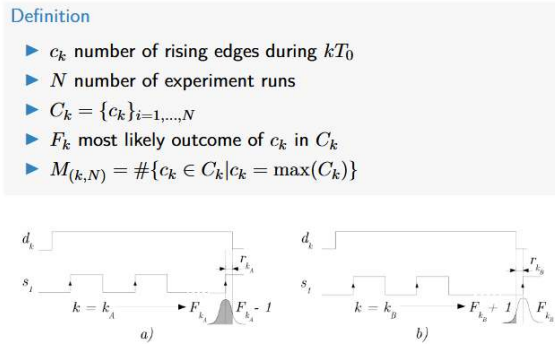 Definition
► c_k number of rising edges during kT_0
► N number of experiment runs
► C_k = {c_k}_{i=1,...,N}
► F_k most likely outcome of c_k in C_k
► M_{(k,N)} = #{c_k ∈ C_k|c_k = max(C_k)}
d_k r_{k_A} d_k r_{k_B}
s_1 s_1
k = k_A F_{k_A} F_{k_A} - 1 k = k_B F_{k_B} + 1 F_{k_B}
a) b)